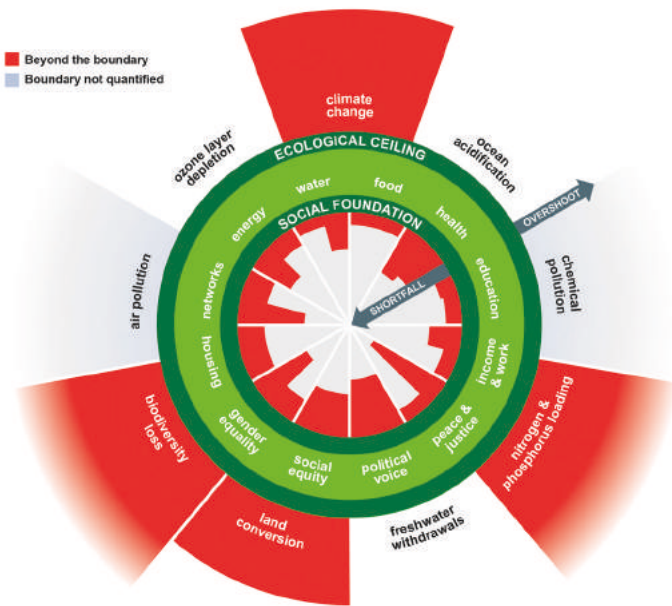 Beyond the boundary
Boundary not quantified
climate
change
ozone layer
depletion
ocean
acidification
ECOLOGICAL CEILING
OVERSHOOT
water
food
energy
health
SOCIAL FOUNDATION
SHORTFALL
networks
education
air pollution
chemical
pollution
housing
income
& work
gender
equality
peace &
justice
social
equity
political
voice
biodiversity
loss
nitrogen &
phosphorus loading
land
conversion
freshwater
withdrawals